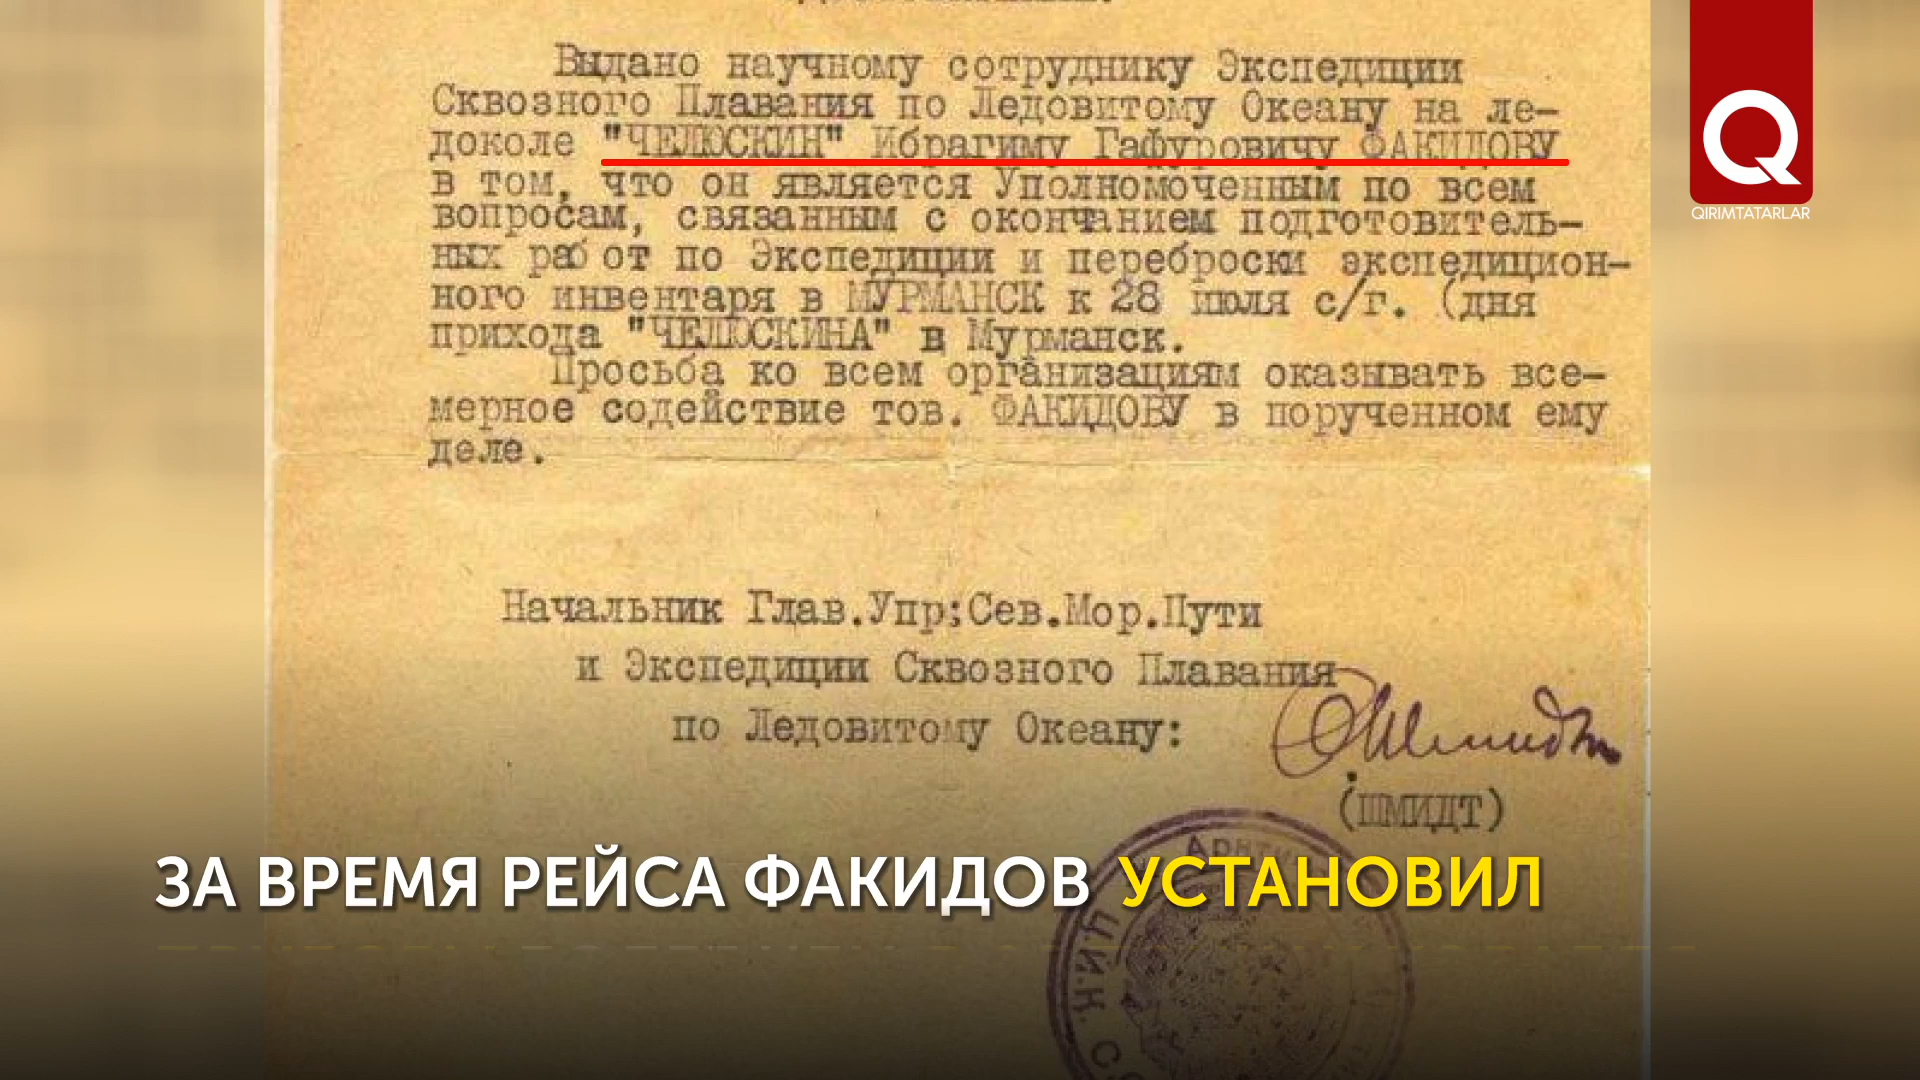 Выдано научному сотруднику Экспедиции
Сквозного Плавания по Ледовитому Океану на ле-
доколе "ЧЕЛЮСКИН" Ибрагиму Гафуровичу ФАКИДОВУ
в том, что он является Уполномоченным по всем
вопросам, связанным с окончанием подготовитель-
ных работ по Экспедиции и переброски экспедицион-
ного инвентаря в МУРМАНСК к 28 июля с/г. (дня
прихода "ЧЕЛЮСКИНА" в Мурманск.
Просьба ко всем организациям оказывать все-
мерное содействие тов. ФАКИДОВУ в порученном ему
деле.
Начальник Глав.Упр;Сев.Мор.Пути
и Экспедиции Сквозного Плавания
по Ледовитому Океану:
Шмидт
(ШМИДТ)
Q
QIRIMTATARLAR
ЗА ВРЕМЯ РЕЙСА ФАКИДОВ УСТАНОВИЛ